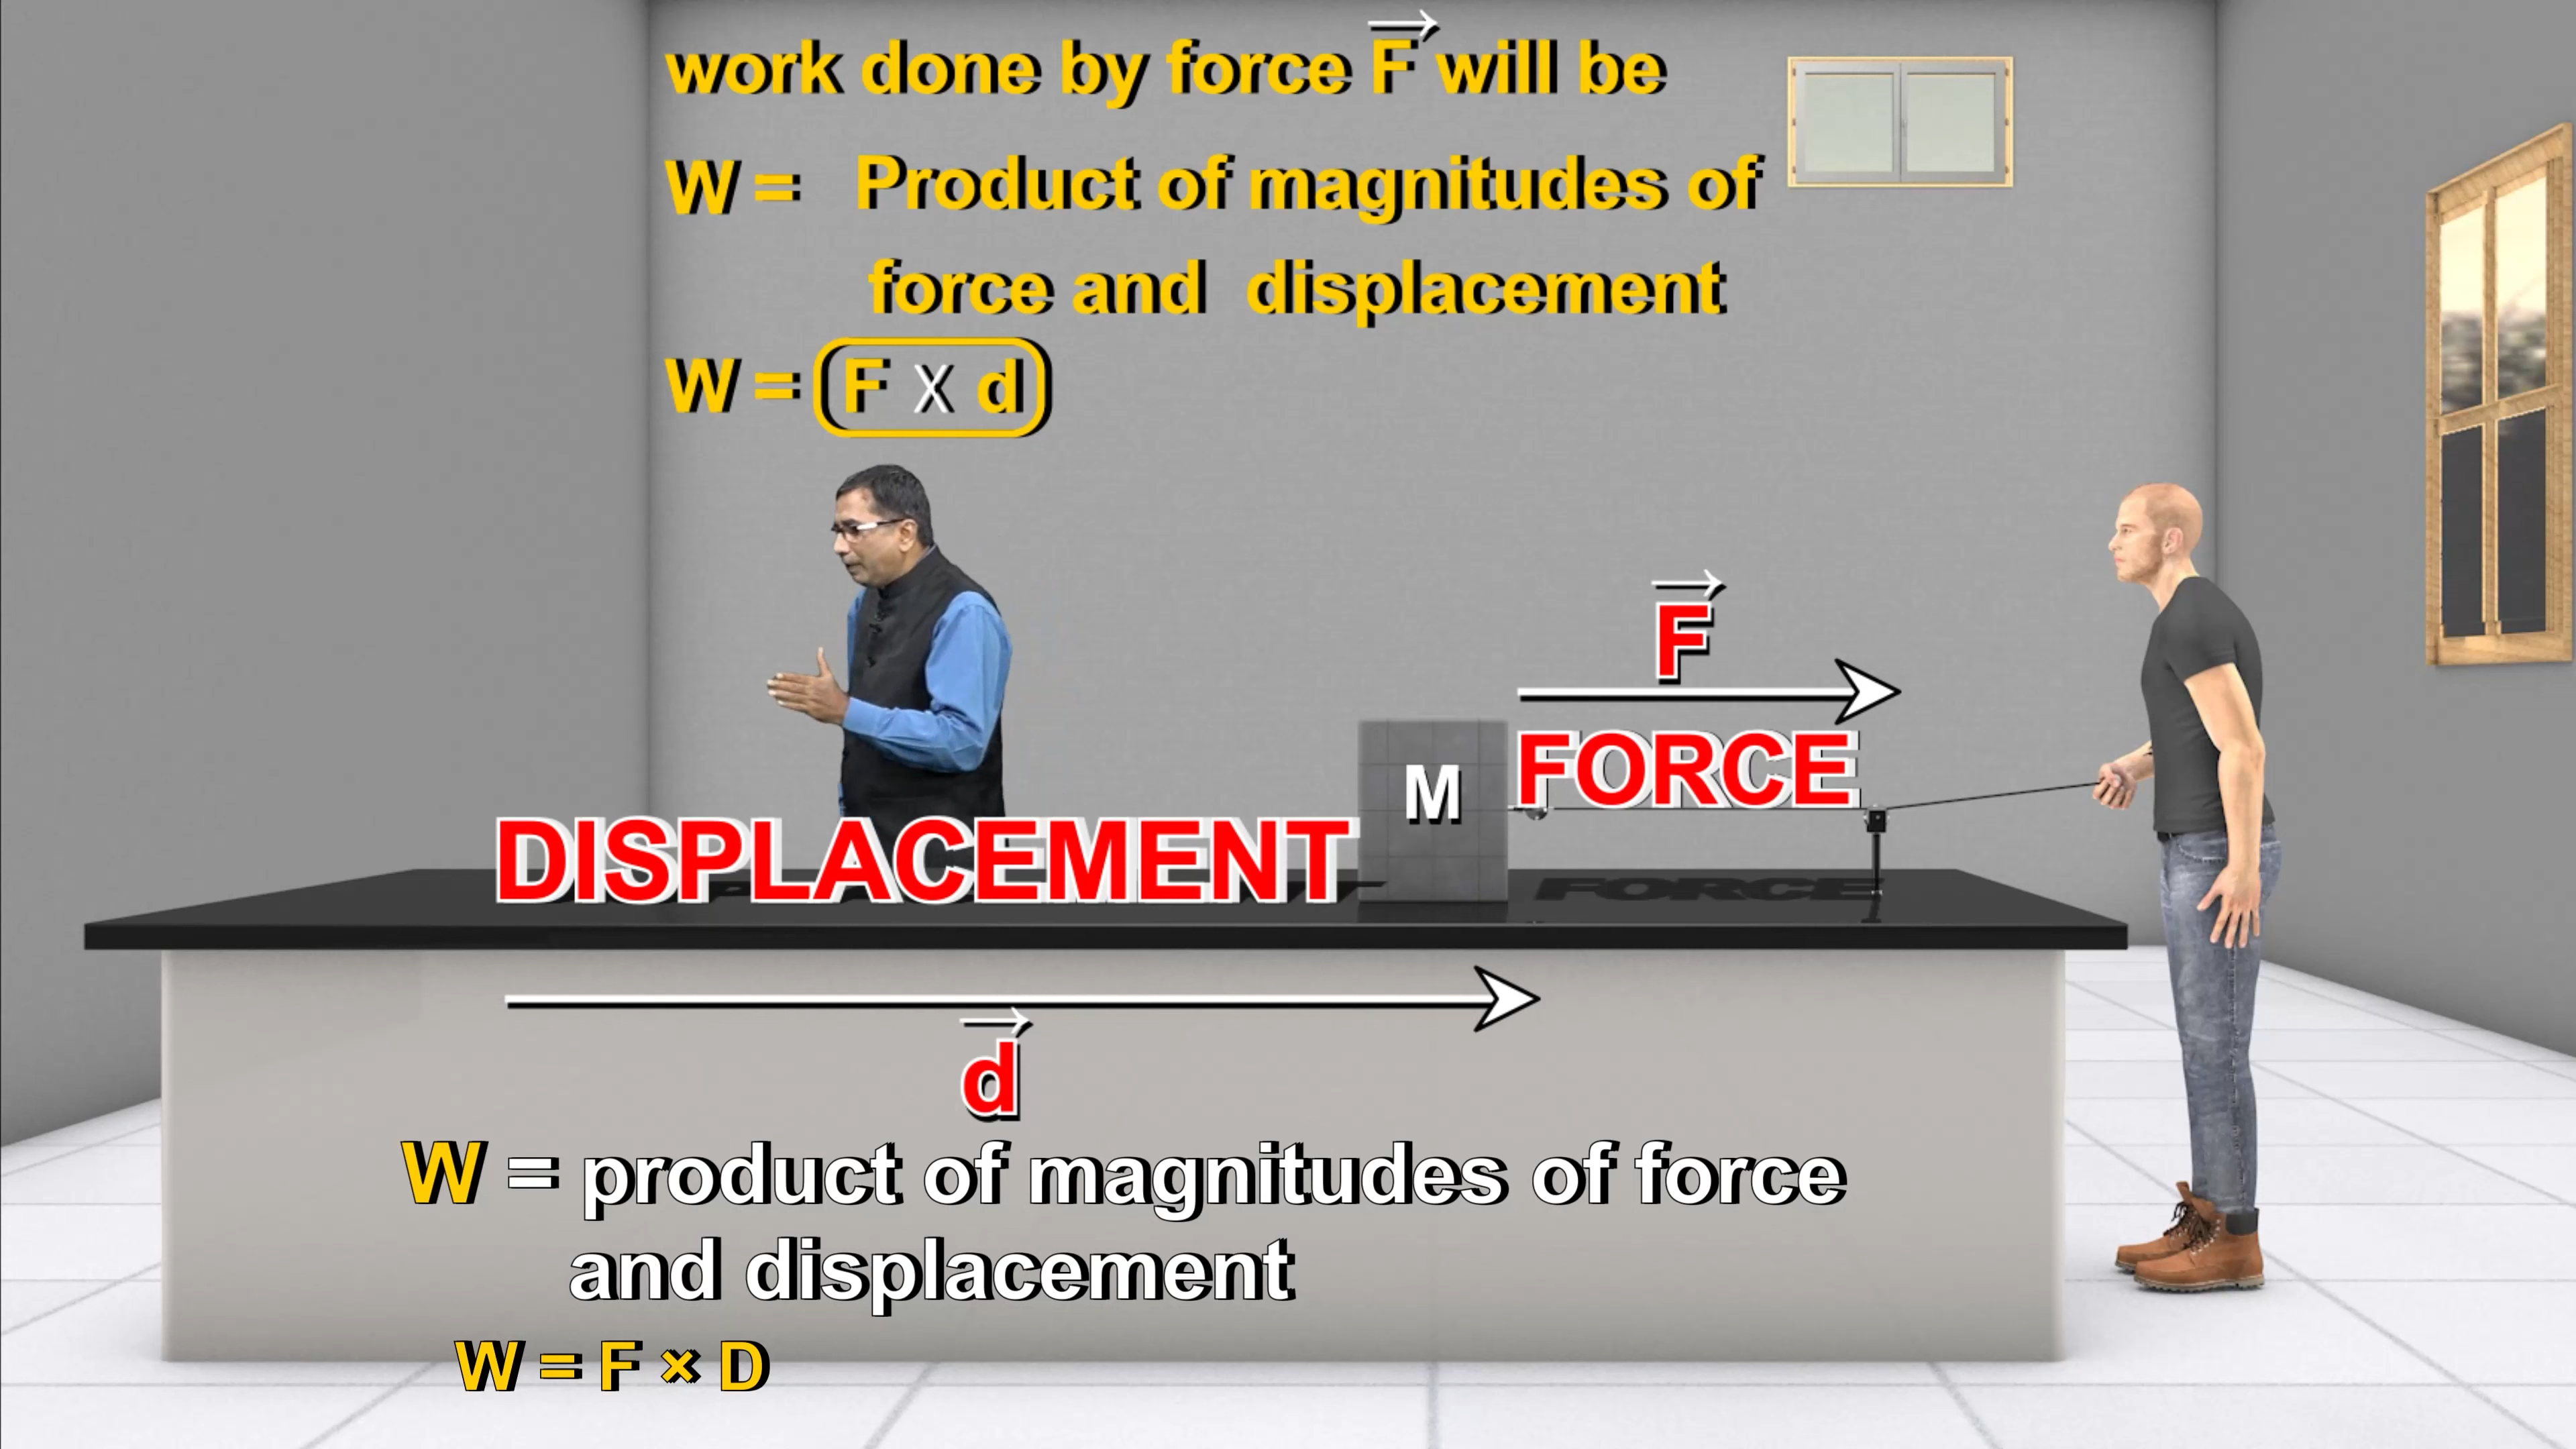 work done by force F will be
W = Product of magnitudes of
force and displacement
W = F X d
F
FORCE
M
DISPLACEMENT
d
W = product of magnitudes of force
and displacement
W = F × D